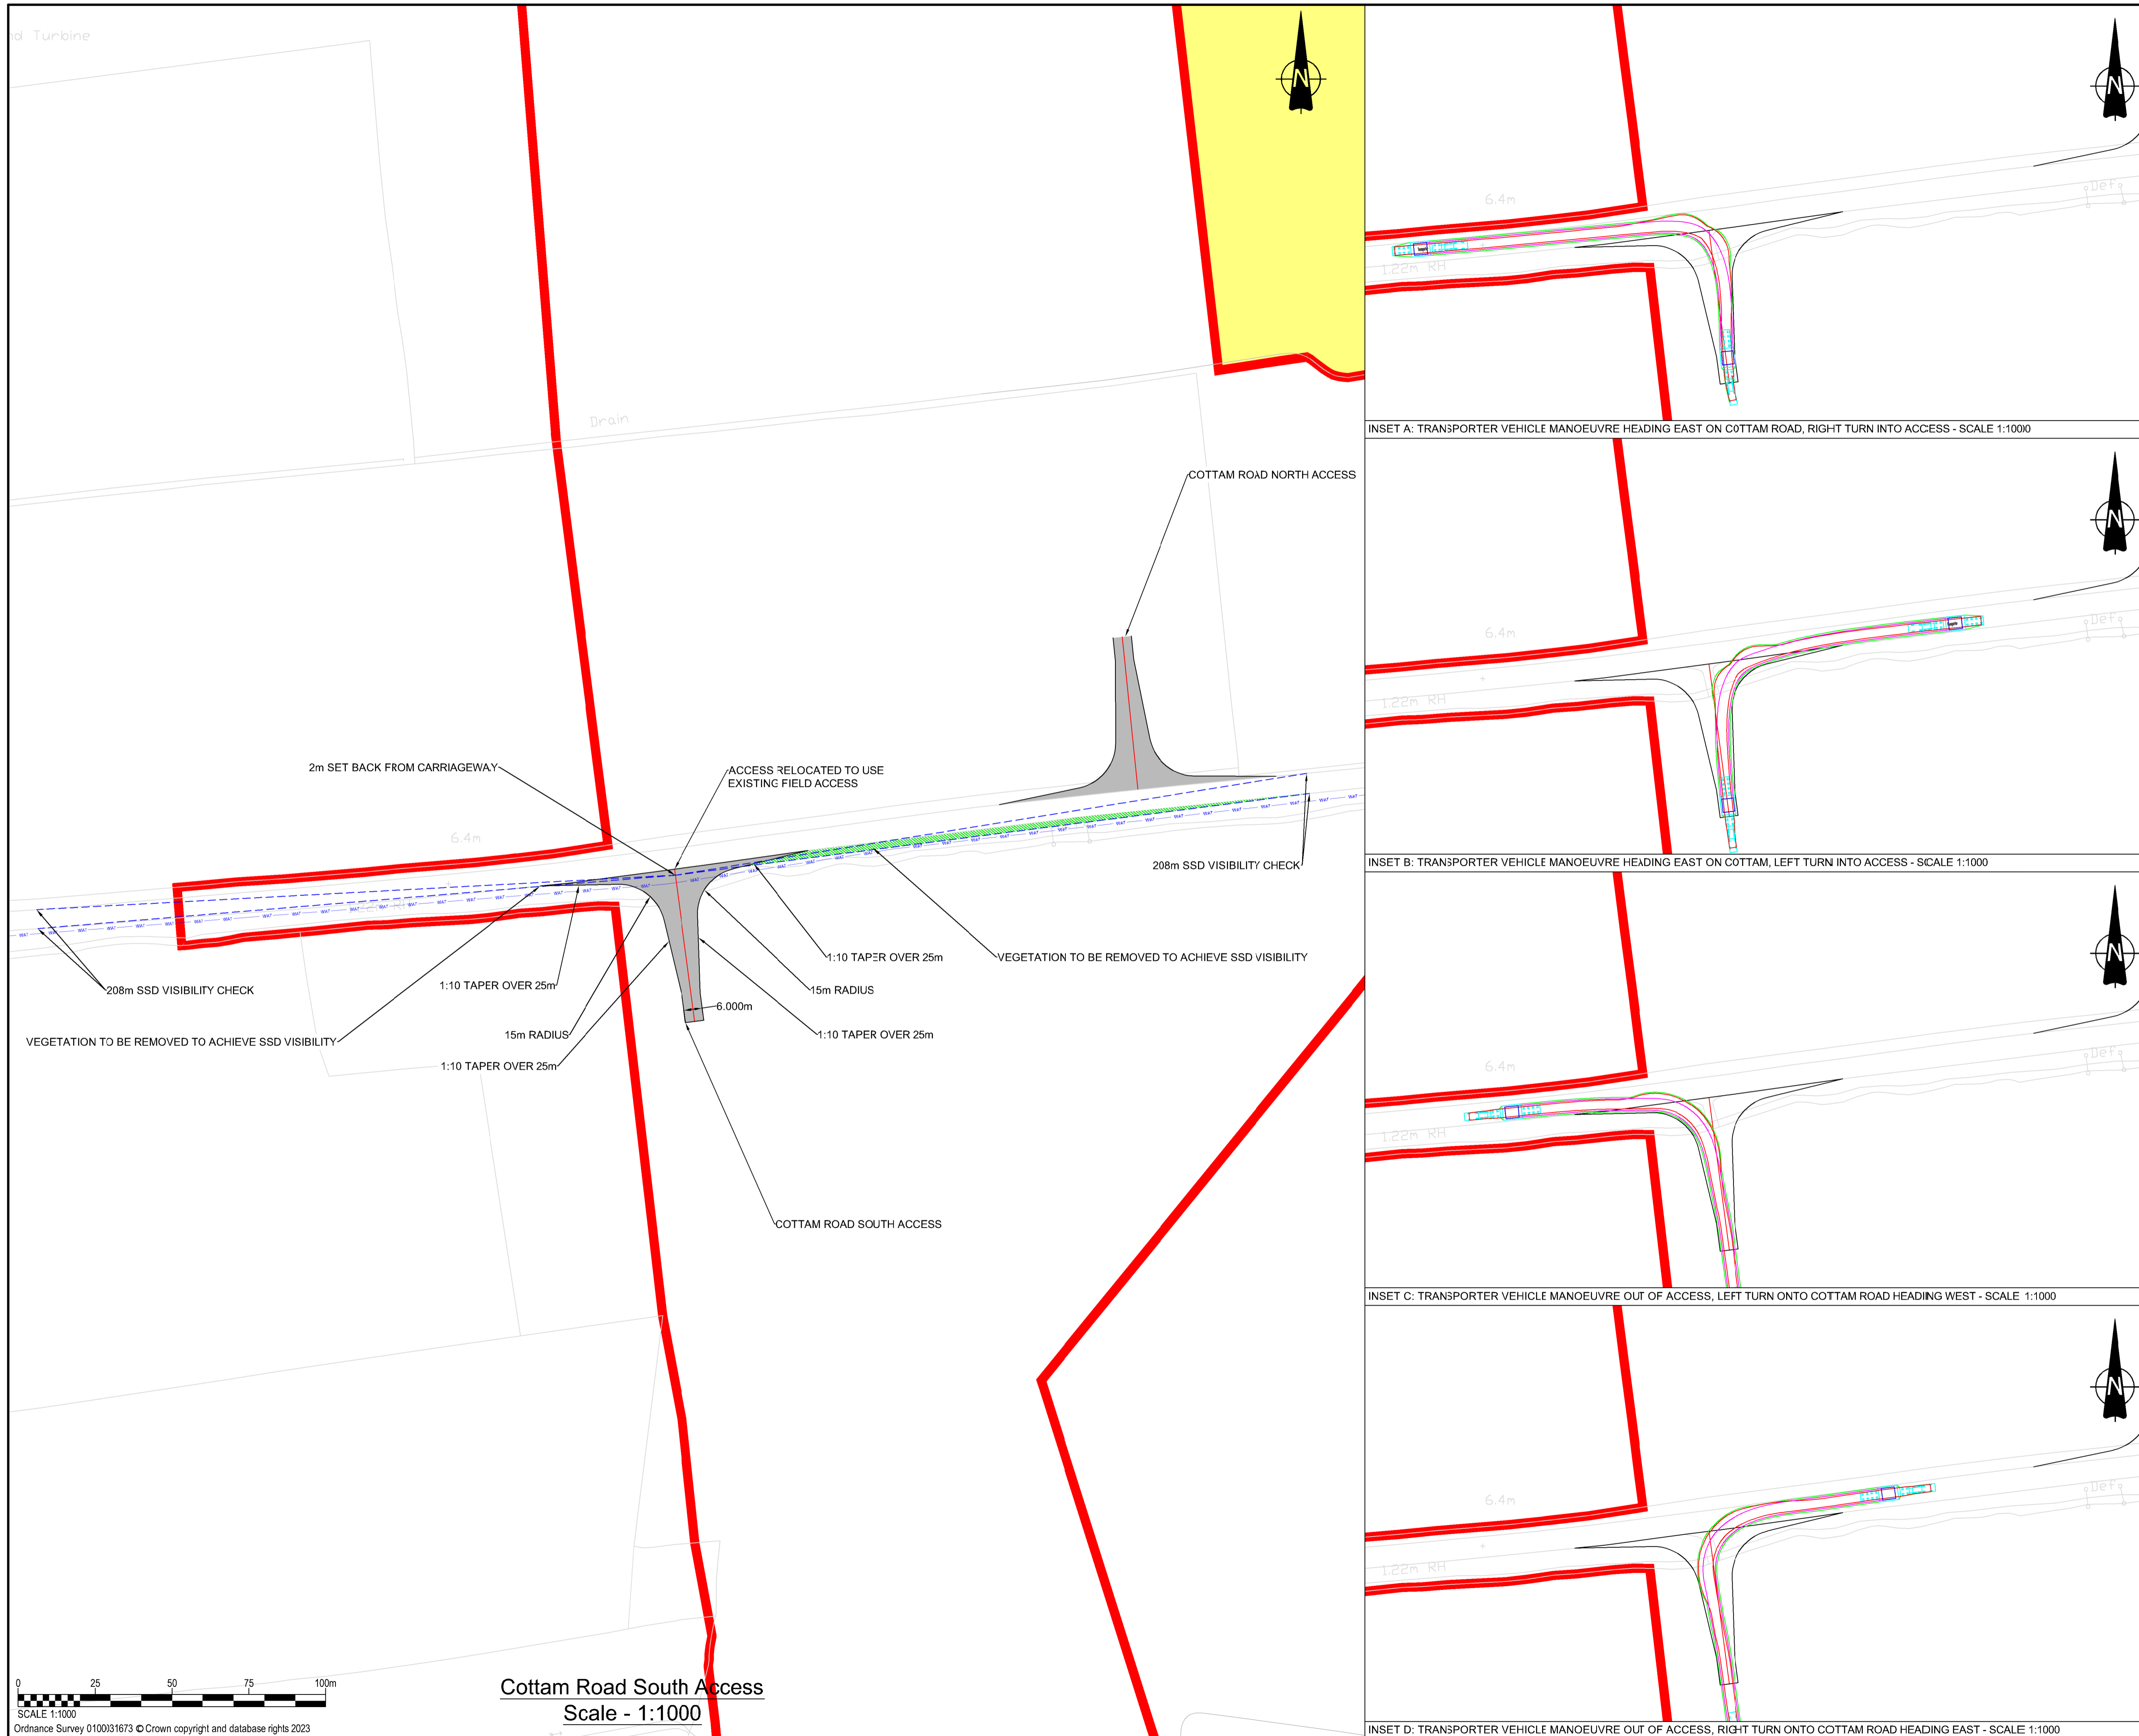 nd Turbine
N
Drain
COTTAM ROAD NORTH ACCESS
2m SET BACK FROM CARRIAGEWAY
ACCESS RELOCATED TO USE
EXISTING FIELD ACCESS
6.4m
208m SSD VISIBILITY CHECK
1:10 TAPER OVER 25m
VEGETATION TO BE REMOVED TO ACHIEVE SSD VISIBILITY
208m SSD VISIBILITY CHECK
1:10 TAPER OVER 25m
15m RADIUS
6.000m
15m RADIUS
1:10 TAPER OVER 25m
VEGETATION TO BE REMOVED TO ACHIEVE SSD VISIBILITY
1:10 TAPER OVER 25m
COTTAM ROAD SOUTH ACCESS
0 25 50 75 100m
SCALE 1:1000
Ordnance Survey 0100031673 © Crown copyright and database rights 2023
Cottam Road South Access
Scale - 1:1000
N
6.4m
Def
1.22m RH
INSET A: TRANSPORTER VEHICLE MANOEUVRE HEADING EAST ON COTTAM ROAD, RIGHT TURN INTO ACCESS - SCALE 1:1000
N
6.4m
Def
1.22m RH
INSET B: TRANSPORTER VEHICLE MANOEUVRE HEADING EAST ON COTTAM, LEFT TURN INTO ACCESS - SCALE 1:1000
N
6.4m
Def
1.22m RH
INSET C: TRANSPORTER VEHICLE MANOEUVRE OUT OF ACCESS, LEFT TURN ONTO COTTAM ROAD HEADING WEST - SCALE 1:1000
N
6.4m
Def
1.22m RH
INSET D: TRANSPORTER VEHICLE MANOEUVRE OUT OF ACCESS, RIGHT TURN ONTO COTTAM ROAD HEADING EAST - SCALE 1:1000